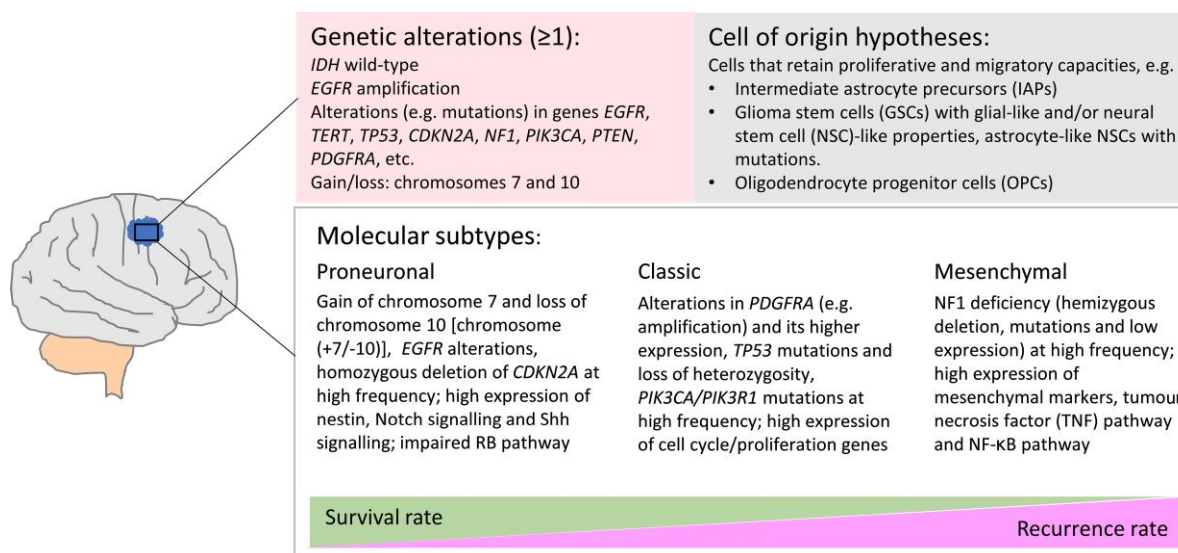 Genetic alterations (≥1):
IDH wild-type
EGFR amplification
Alterations (e.g. mutations) in genes EGFR,
TERT, TP53, CDKN2A, NF1, PIK3CA, PTEN,
PDGFRA, etc.
Gain/loss: chromosomes 7 and 10
Cell of origin hypotheses:
Cells that retain proliferative and migratory capacities, e.g.
• Intermediate astrocyte precursors (IAPs)
• Glioma stem cells (GSCs) with glial-like and/or neural
stem cell (NSC)-like properties, astrocyte-like NSCs with
mutations.
• Oligodendrocyte progenitor cells (OPCs)
Molecular subtypes:
Proneuronal
Gain of chromosome 7 and loss of
chromosome 10 [chromosome
(+7/-10)], EGFR alterations,
homozygous deletion of CDKN2A at
high frequency; high expression of
nestin, Notch signalling and Shh
signalling; impaired RB pathway
Classic
Alterations in PDGFRA (e.g.
amplification) and its higher
expression, TP53 mutations and
loss of heterozygosity,
PIK3CA/PIK3R1 mutations at
high frequency; high expression
of cell cycle/proliferation genes
Mesenchymal
NF1 deficiency (hemizygous
deletion, mutations and low
expression) at high frequency;
high expression of
mesenchymal markers, tumour
necrosis factor (TNF) pathway
and NF-κB pathway
Survival rate
Recurrence rate